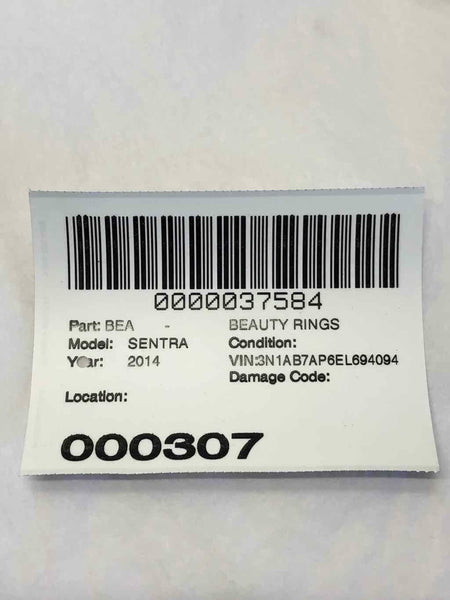 0000037584
Part: BEA - BEAUTY RINGS
Model: SENTRA Condition:
Year: 2014 VIN:3N1AB7AP6EL694094
Damage Code:
Location:
000307